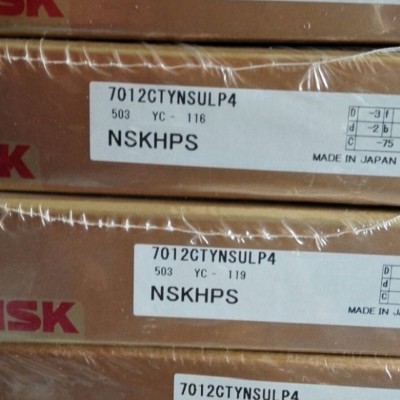 NSK
7012CTYNSULP4
503 YC - 116
NSKHPS
D -3 f
d -2 b
C -75
MADE IN JAPAN
NSK
7012CTYNSULP4
503 YC - 119
NSKHPS
D
d
C
MADE IN J
7012CTYNSULP4